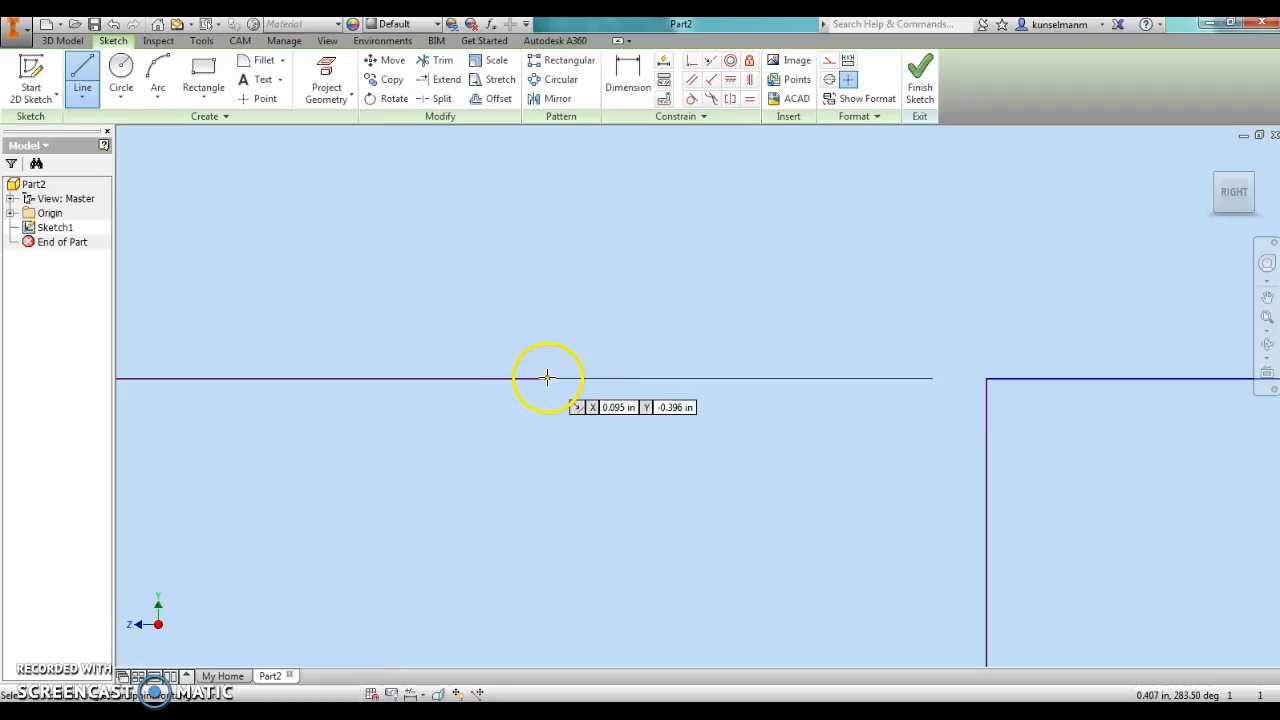 Material
Default
Part2
Search Help & Commands...
kunselmann
3D Model Sketch Inspect Tools CAM Manage View Environments BIM Get Started Autodesk A360
Start
2D Sketch
Line
Circle
Arc
Rectangle
Fillet
Text
Point
Project
Geometry
Move
Copy
Rotate
Trim
Extend
Split
Scale
Stretch
Offset
Rectangular
Circular
Mirror
Dimension
Image
Points
ACAD
Show Format
Finish
Sketch
Sketch Create Modify Pattern Constrain Insert Format Exit
Model
Part2
View: Master
Origin
Sketch1
End of Part
RIGHT
X 0.095 in Y -0.396 in
Y
Z
RECORDED WITH
SCREENCAST MATIC
My Home Part2
0.407 in, 283.50 deg 1 1